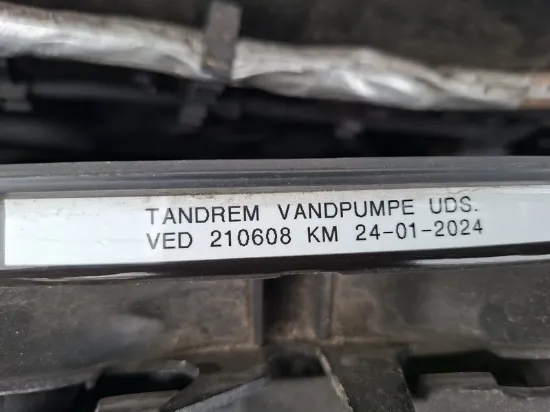 TANDREM VANDPUMPE UDS.
VED 210608 KM 24-01-2024